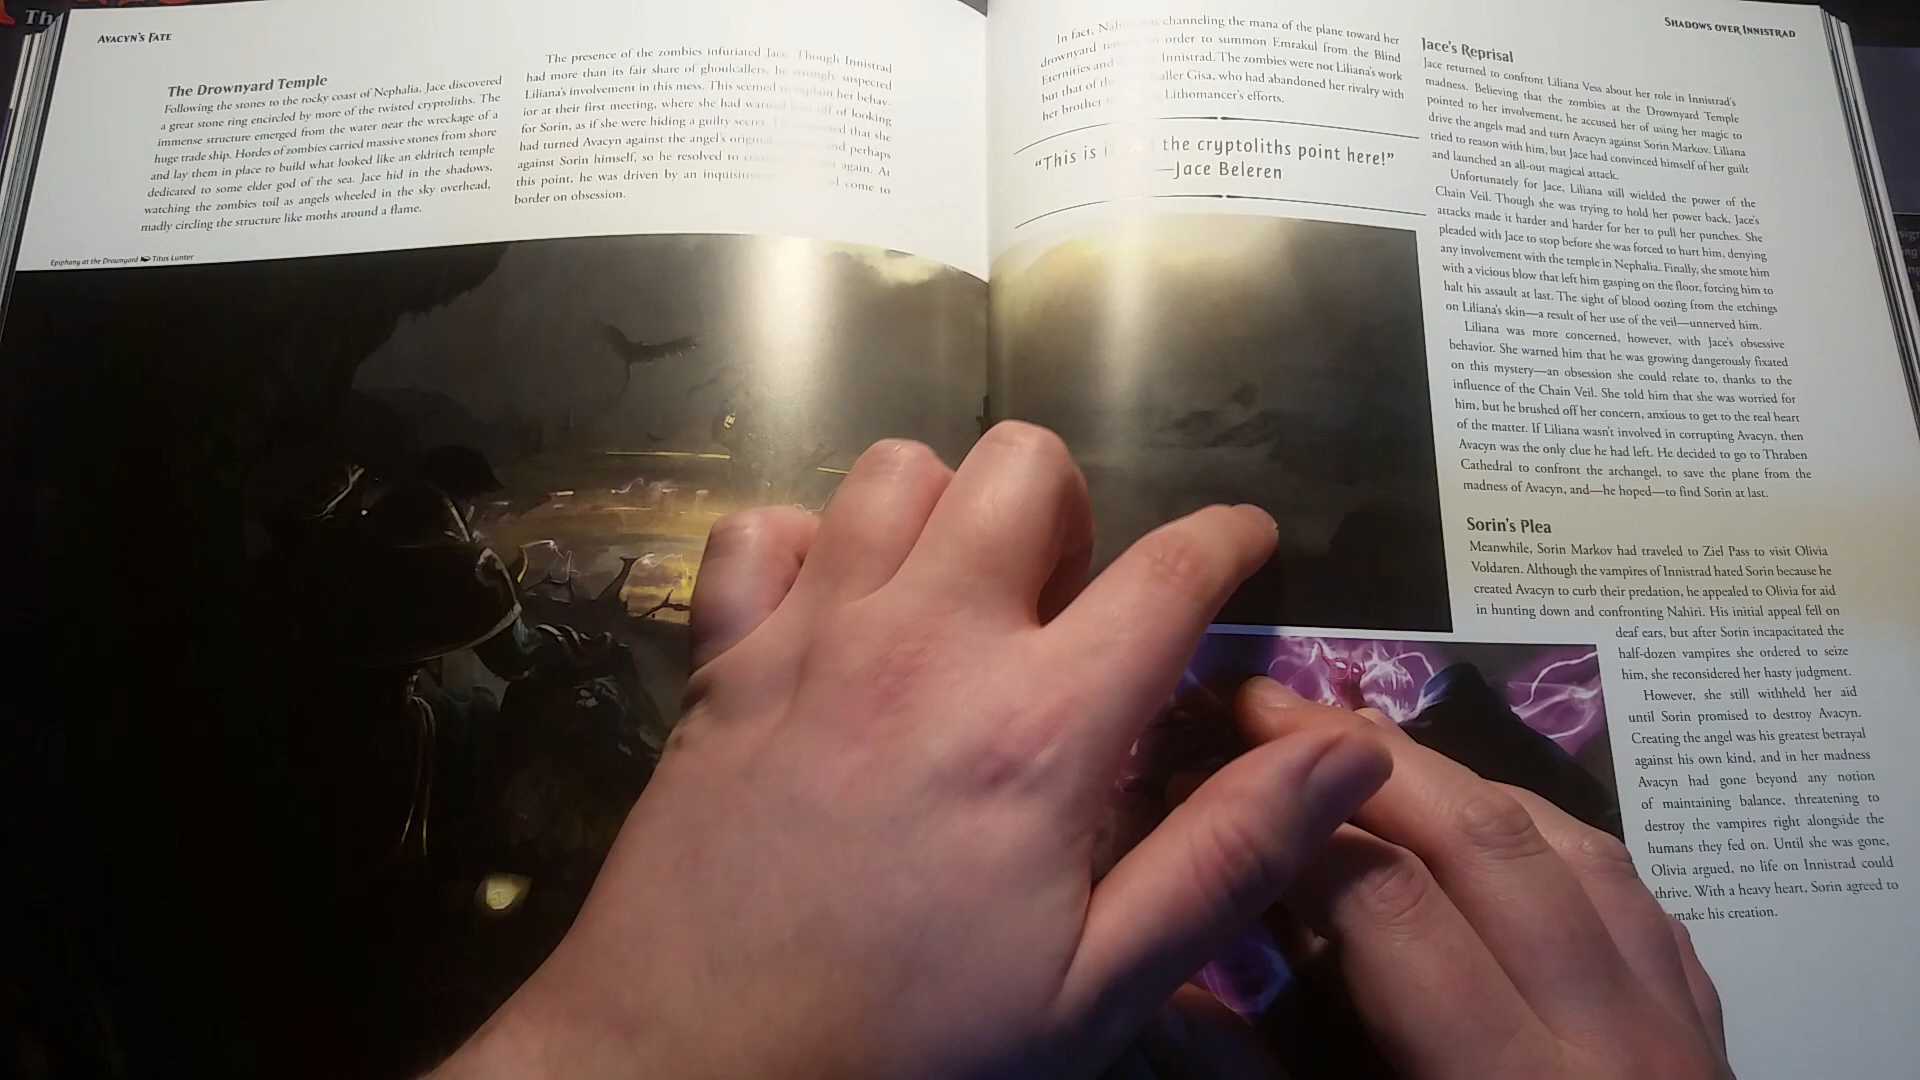 Th
AVACYN'S FATE
The Drownyard Temple
Following the stones to the rocky coast of Nephalia, Jace discovered
a great stone ring encircled by more of the twisted cryptoliths. The
immense structure emerged from the water near the wreckage of a
huge trade ship. Hordes of zombies carried massive stones from shore
and lay them in place to build what looked like an eldritch temple
dedicated to some elder god of the sea. Jace hid in the shadows,
watching the zombies toil as angels wheeled in the sky overhead,
madly circling the structure like moths around a flame.
The presence of the zombies infuriated Jace. Though Innistrad
had more than its fair share of ghoulcallers, he strongly suspected
Liliana's involvement in this mess. This seemed to explain her behav-
ior at their first meeting, where she had warned him off of looking
for Sorin, as if she were hiding a guilty secret. that she
had turned Avacyn against the angel's original and perhaps
against Sorin himself, so he resolved to again. At
this point, he was driven by an come to
border on obsession.
Epiphany at the Drownyard Titus Lunter
SHADOWS OVER INNISTRAD
In fact, was channeling the mana of the plane toward her
drownyard order to summon Emrakul from the Blind
Eternities and Innistrad. The zombies were not Liliana's work
but that of the Gisa, who had abandoned her rivalry with
her brother Lithomancer's efforts.
"This is the cryptoliths point here!"
—Jace Beleren
Jace's Reprisal
Jace returned to confront Liliana Vess about her role in Innistrad's
madness. Believing that the zombies at the Drownyard Temple
pointed to her involvement, he accused her of using her magic to
drive the angels mad and turn Avacyn against Sorin Markov. Liliana
tried to reason with him, but Jace had convinced himself of her guilt
and launched an all-out magical attack.
Unfortunately for Jace, Liliana still wielded the power of the
Chain Veil. Though she was trying to hold her power back, Jace's
attacks made it harder and harder for her to pull her punches. She
pleaded with Jace to stop before she was forced to hurt him, denying
any involvement with the temple in Nephalia. Finally, she smote him
with a vicious blow that left him gasping on the floor, forcing him to
halt his assault at last. The sight of blood oozing from the etchings
on Liliana's skin—a result of her use of the veil—unnerved him.
Liliana was more concerned, however, with Jace's obsessive
behavior. She warned him that he was growing dangerously fixated
on this mystery—an obsession she could relate to, thanks to the
influence of the Chain Veil. She told him that she was worried for
him, but he brushed off her concern, anxious to get to the real heart
of the matter. If Liliana wasn't involved in corrupting Avacyn, then
Avacyn was the only clue he had left. He decided to go to Thraben
Cathedral to confront the archangel, to save the plane from the
madness of Avacyn, and—he hoped—to find Sorin at last.
Sorin's Plea
Meanwhile, Sorin Markov had traveled to Ziel Pass to visit Olivia
Voldaren. Although the vampires of Innistrad hated Sorin because he
created Avacyn to curb their predation, he appealed to Olivia for aid
in hunting down and confronting Nahiri. His initial appeal fell on
deaf ears, but after Sorin incapacitated the
half-dozen vampires she ordered to seize
him, she reconsidered her hasty judgment.
However, she still withheld her aid
until Sorin promised to destroy Avacyn.
Creating the angel was his greatest betrayal
against his own kind, and in her madness
Avacyn had gone beyond any notion
of maintaining balance, threatening to
destroy the vampires right alongside the
humans they fed on. Until she was gone,
Olivia argued, no life on Innistrad could
thrive. With a heavy heart, Sorin agreed to
make his creation.